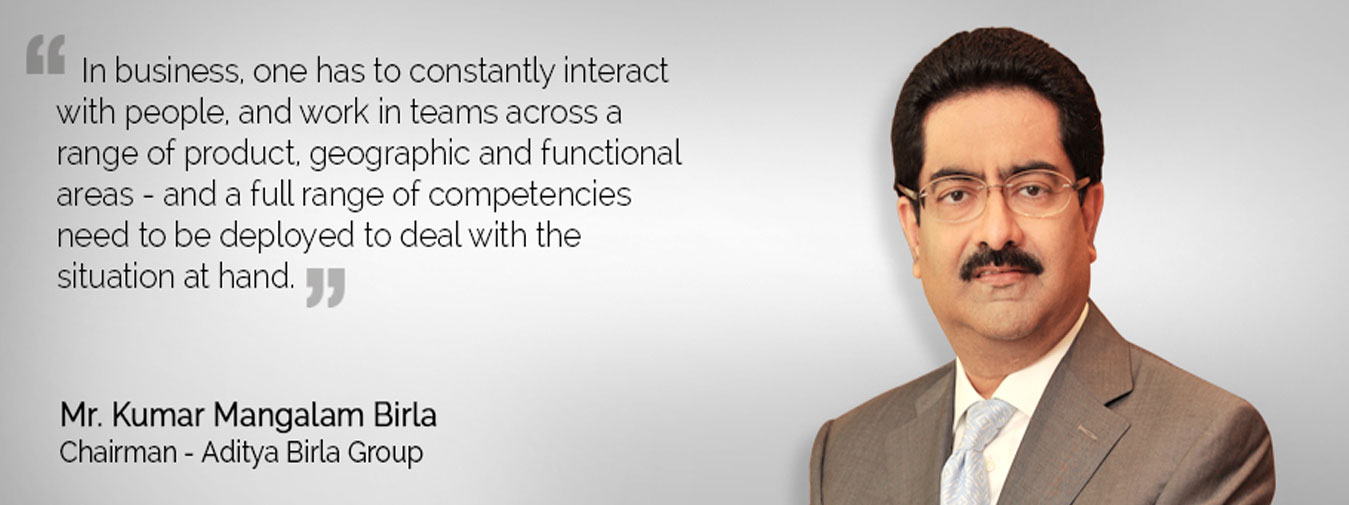 “ In business, one has to constantly interact
with people, and work in teams across a
range of product, geographic and functional
areas - and a full range of competencies
need to be deployed to deal with the
situation at hand. ”
Mr. Kumar Mangalam Birla
Chairman - Aditya Birla Group